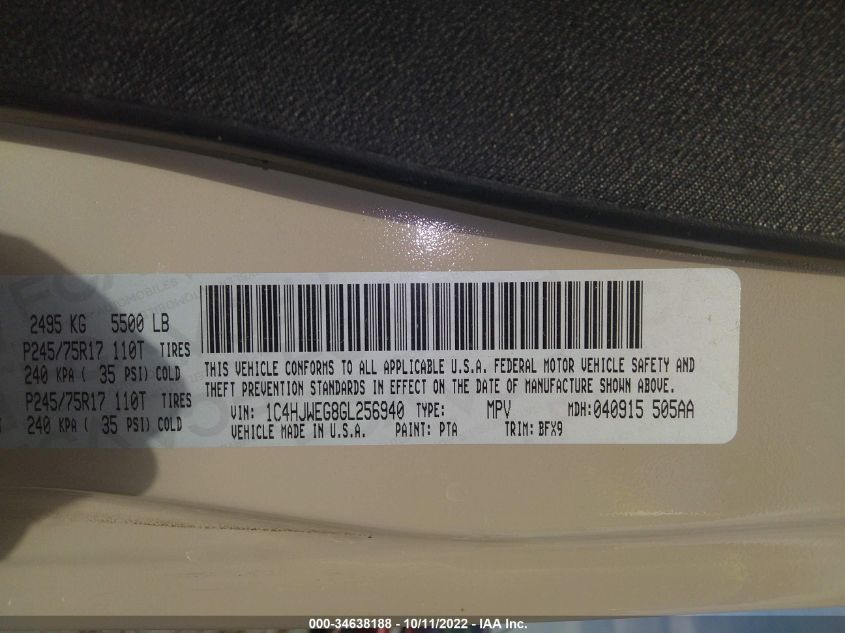 2495 KG 5500 LB
P245/75R17 110T TIRES
240 KPA ( 35 PSI) COLD
P245/75R17 110T TIRES
240 KPA ( 35 PSI) COLD
THIS VEHICLE CONFORMS TO ALL APPLICABLE U.S.A. FEDERAL MOTOR VEHICLE SAFETY AND
THEFT PREVENTION STANDARDS IN EFFECT ON THE DATE OF MANUFACTURE SHOWN ABOVE.
VIN: 1C4HJWEG8GL256940 TYPE: MPV MDH:040915 505AA
VEHICLE MADE IN U.S.A. PAINT: PTA TRIM: BFX9
000-34638188 - 10/11/2022 - IAA Inc.